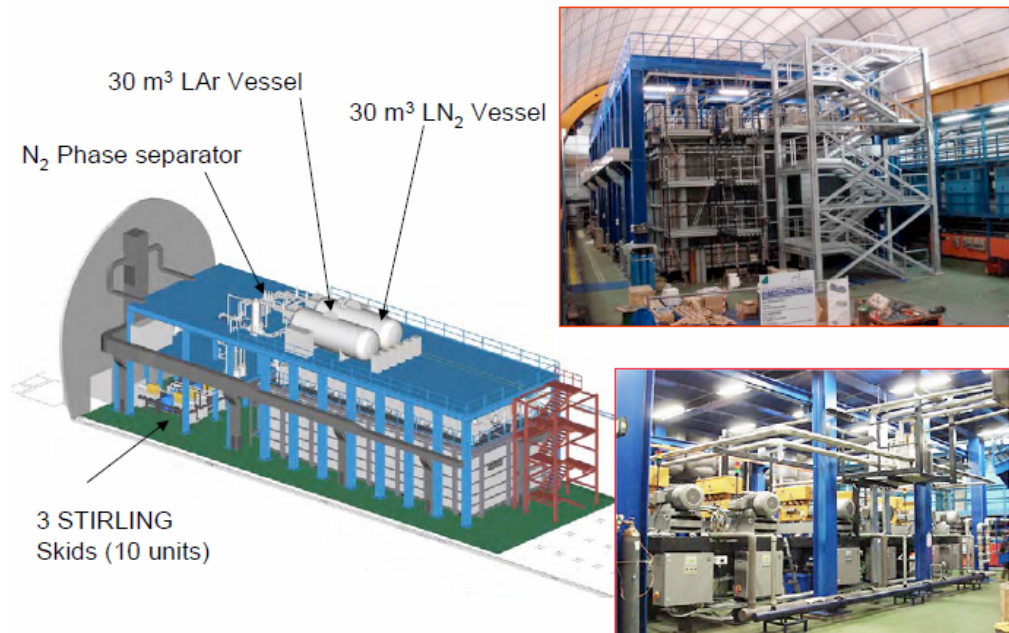 30 m³ LAr Vessel
30 m³ LN₂ Vessel
N₂ Phase separator
3 STIRLING
Skids (10 units)